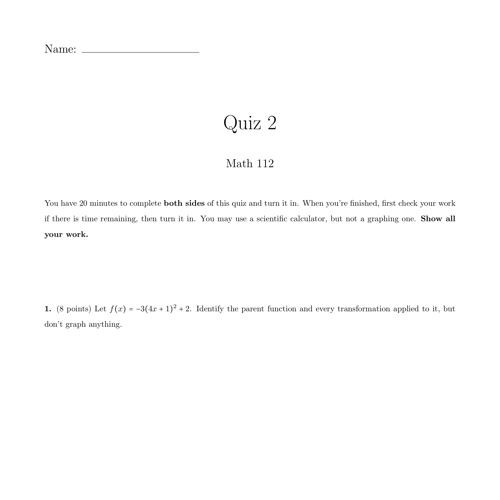 Name:
Quiz 2
Math 112
You have 20 minutes to complete both sides of this quiz and turn it in. When you're finished, first check your work
if there is time remaining, then turn it in. You may use a scientific calculator, but not a graphing one. Show all
your work.
1. (8 points) Let f(x) = −3(4x + 1)² + 2. Identify the parent function and every transformation applied to it, but
don't graph anything.